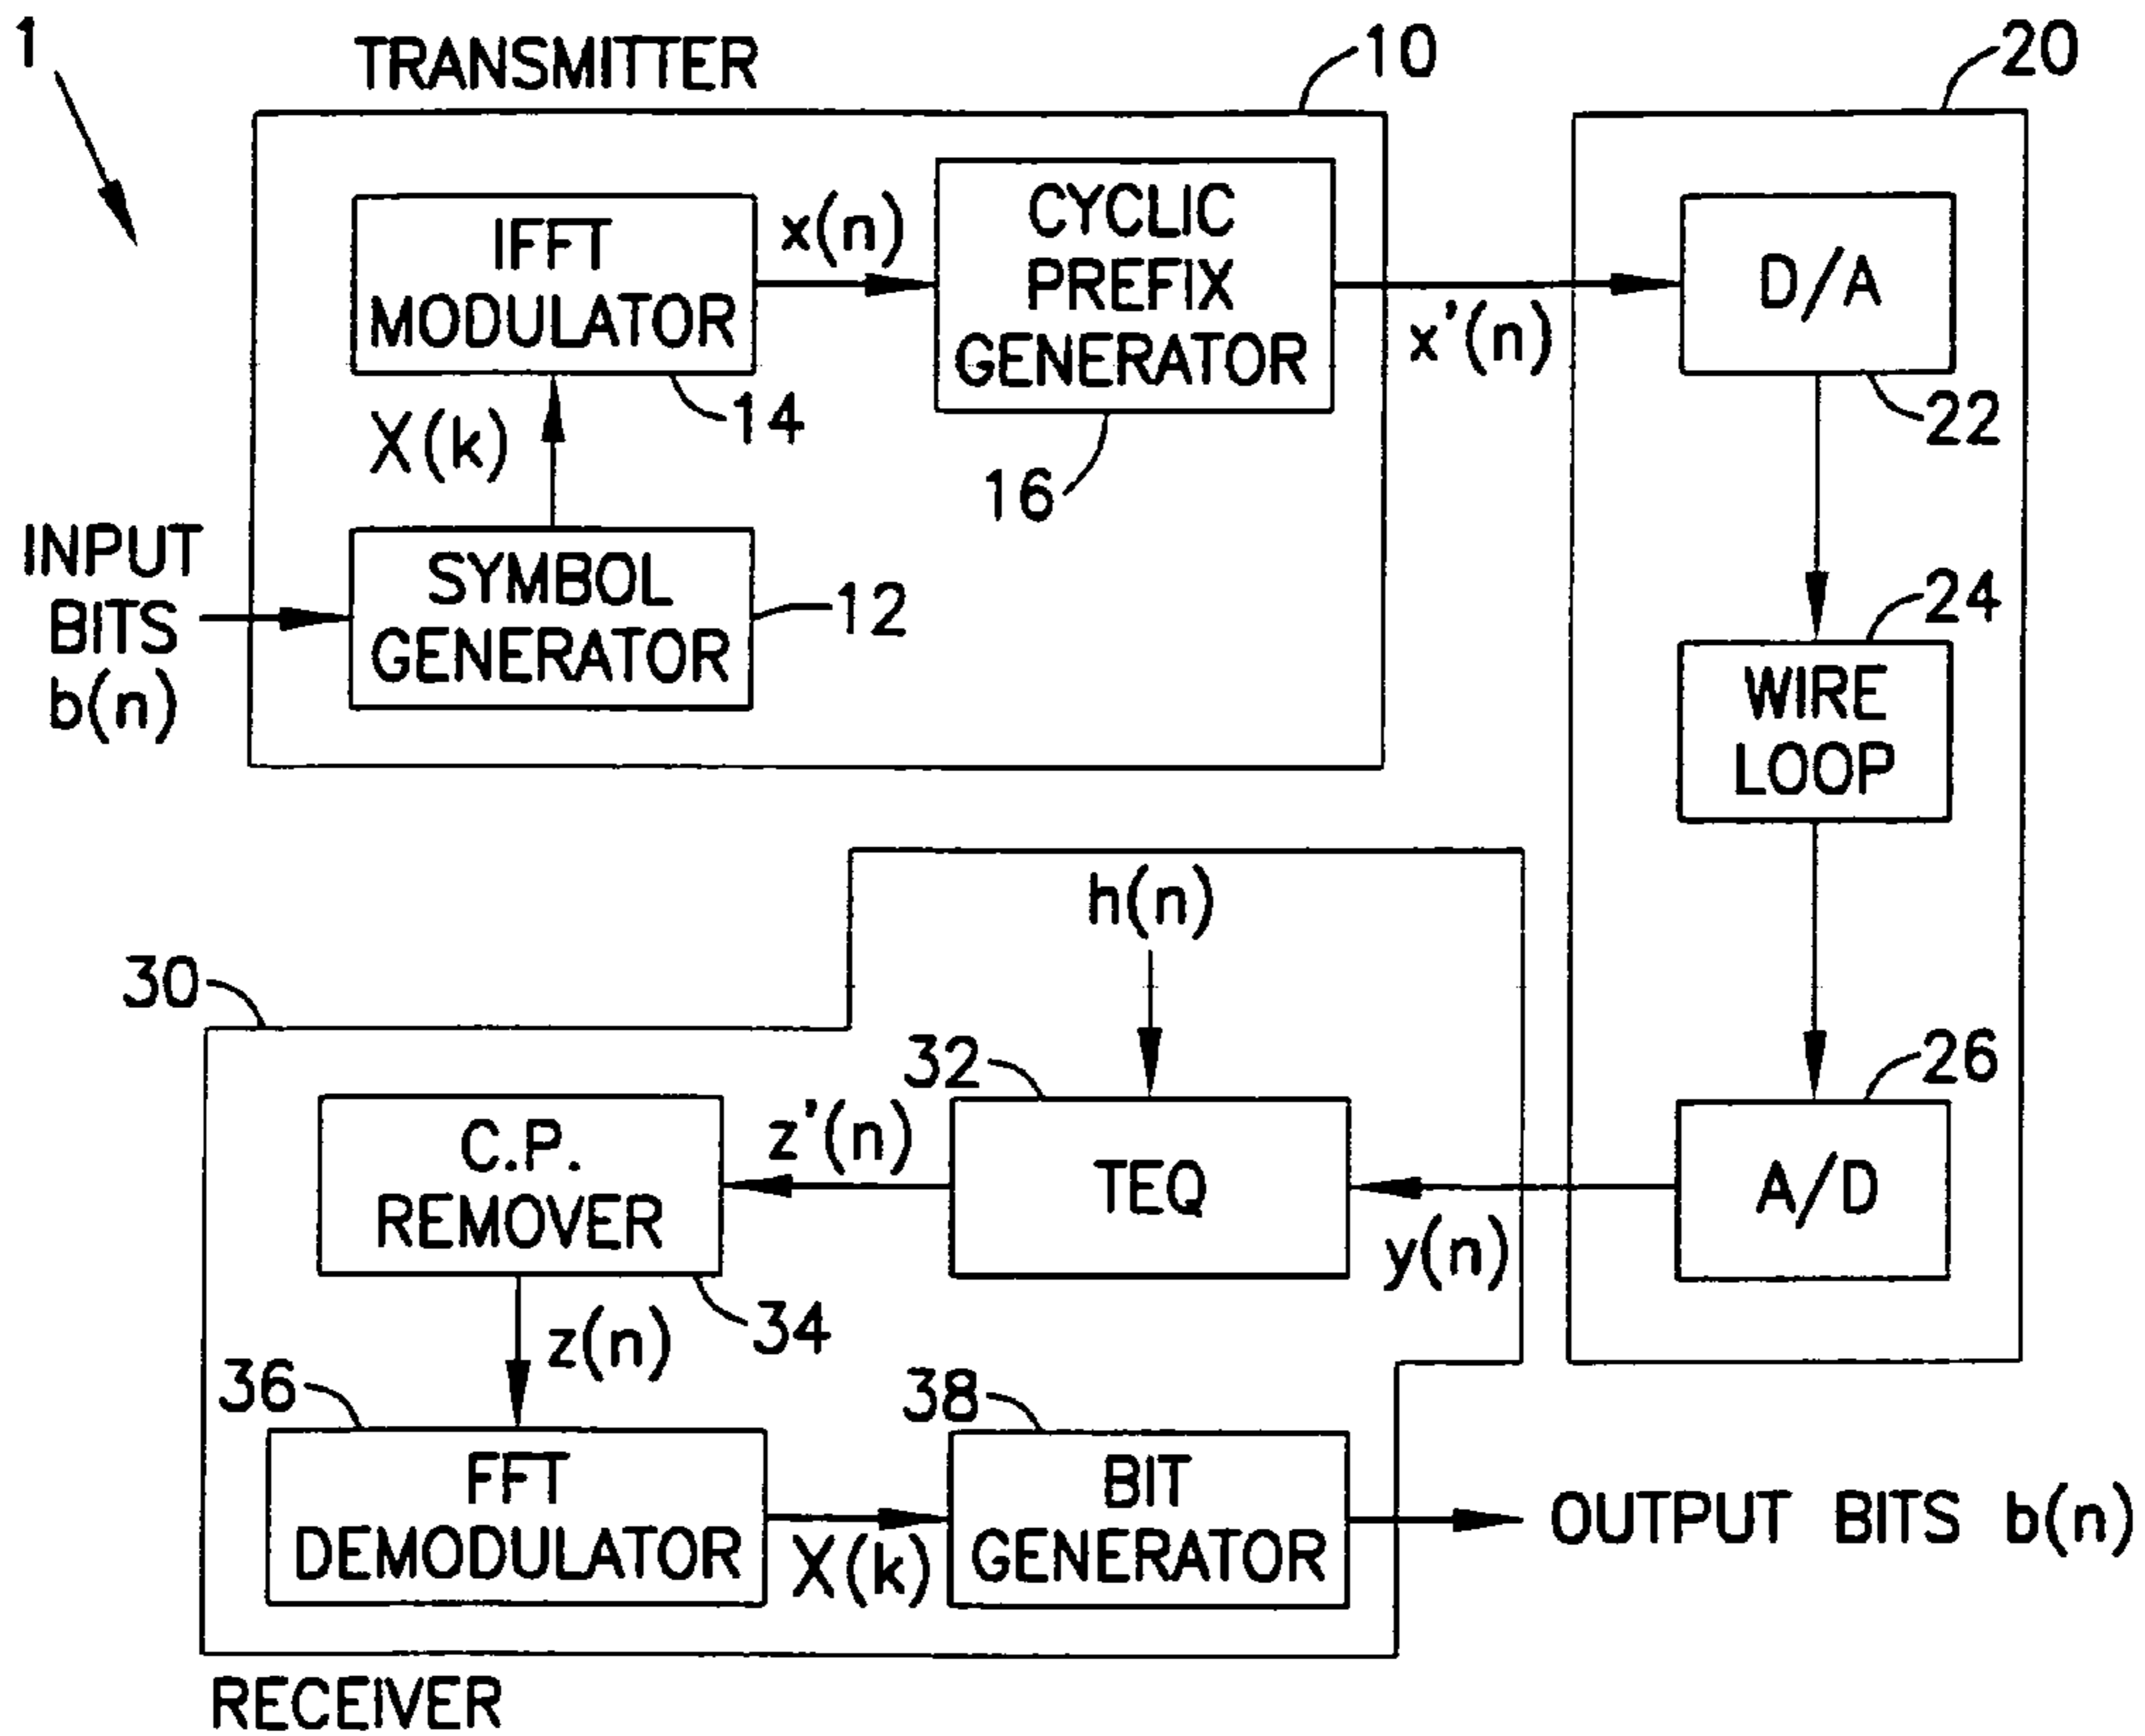 1
TRANSMITTER
10
20
IFFT
MODULATOR
x(n)
CYCLIC
PREFIX
GENERATOR
x'(n)
D/A
14
22
X(k)
16
INPUT
BITS
b(n)
SYMBOL
GENERATOR
12
24
WIRE
LOOP
h(n)
30
32
26
C.P.
REMOVER
z'(n)
TEQ
y(n)
A/D
34
z(n)
36
38
FFT
DEMODULATOR
X(k)
BIT
GENERATOR
OUTPUT BITS b(n)
RECEIVER